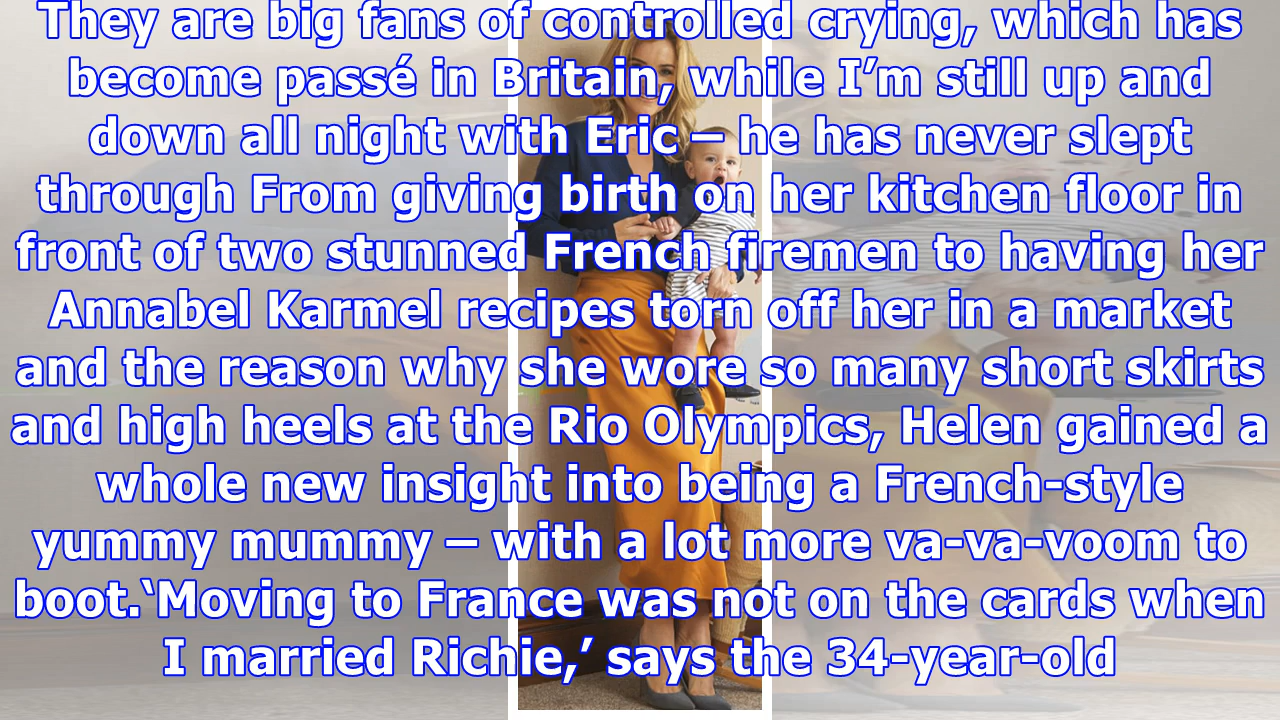 They are big fans of controlled crying, which has
become passé in Britain, while I’m still up and
down all night with Eric – he has never slept
through From giving birth on her kitchen floor in
front of two stunned French firemen to having her
Annabel Karmel recipes torn off her in a market
and the reason why she wore so many short skirts
and high heels at the Rio Olympics, Helen gained a
whole new insight into being a French-style
yummy mummy – with a lot more va-va-voom to
boot.‘Moving to France was not on the cards when
I married Richie,’ says the 34-year-old